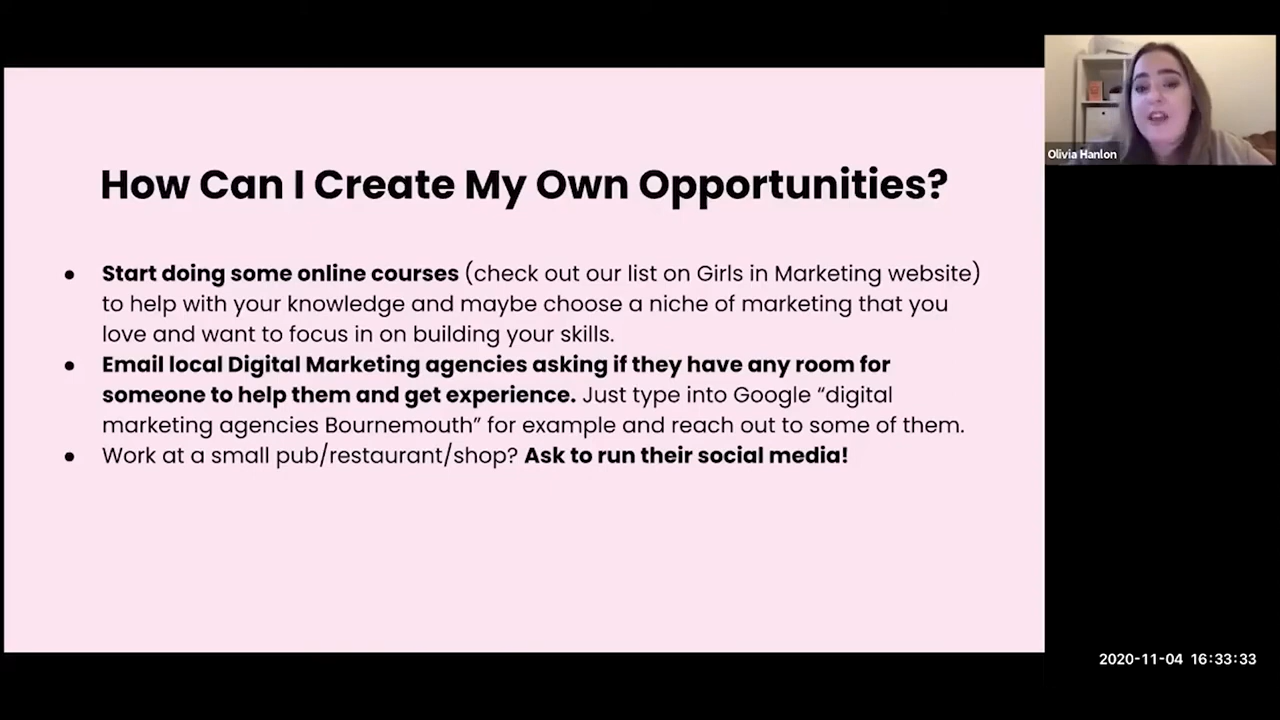 How Can I Create My Own Opportunities?
● Start doing some online courses (check out our list on Girls in Marketing website)
to help with your knowledge and maybe choose a niche of marketing that you
love and want to focus in on building your skills.
● Email local Digital Marketing agencies asking if they have any room for
someone to help them and get experience. Just type into Google “digital
marketing agencies Bournemouth” for example and reach out to some of them.
● Work at a small pub/restaurant/shop? Ask to run their social media!
Olivia Hanlon
2020-11-04 16:33:33